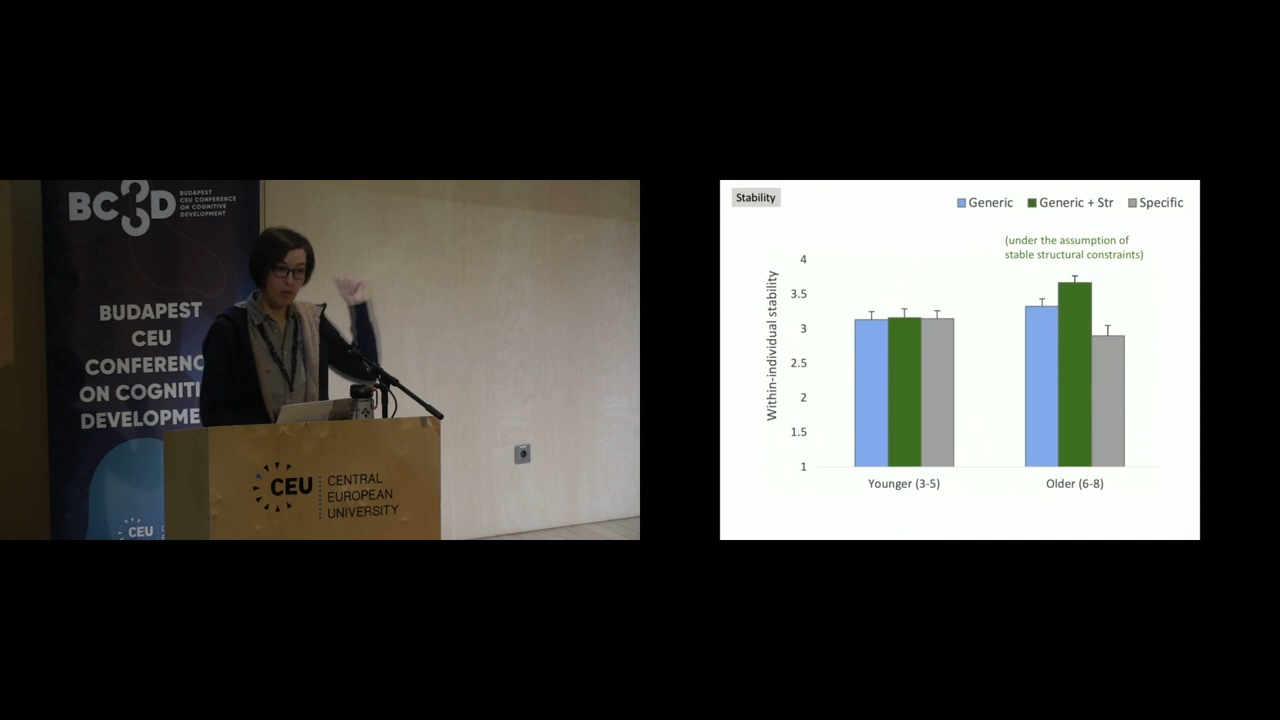 BC3D
BUDAPEST
CEU CONFERENCE
ON COGNITIVE
DEVELOPMENT
BUDAPEST
CEU
CONFERENC
ON COGNITI
DEVELOPME
CEU
CEU
CENTRAL
EUROPEAN
UNIVERSITY
Stability
Generic
Generic + Str
Specific
(under the assumption of
stable structural constraints)
Within-individual stability
4
3.5
3
2.5
2
1.5
1
Younger (3-5)
Older (6-8)